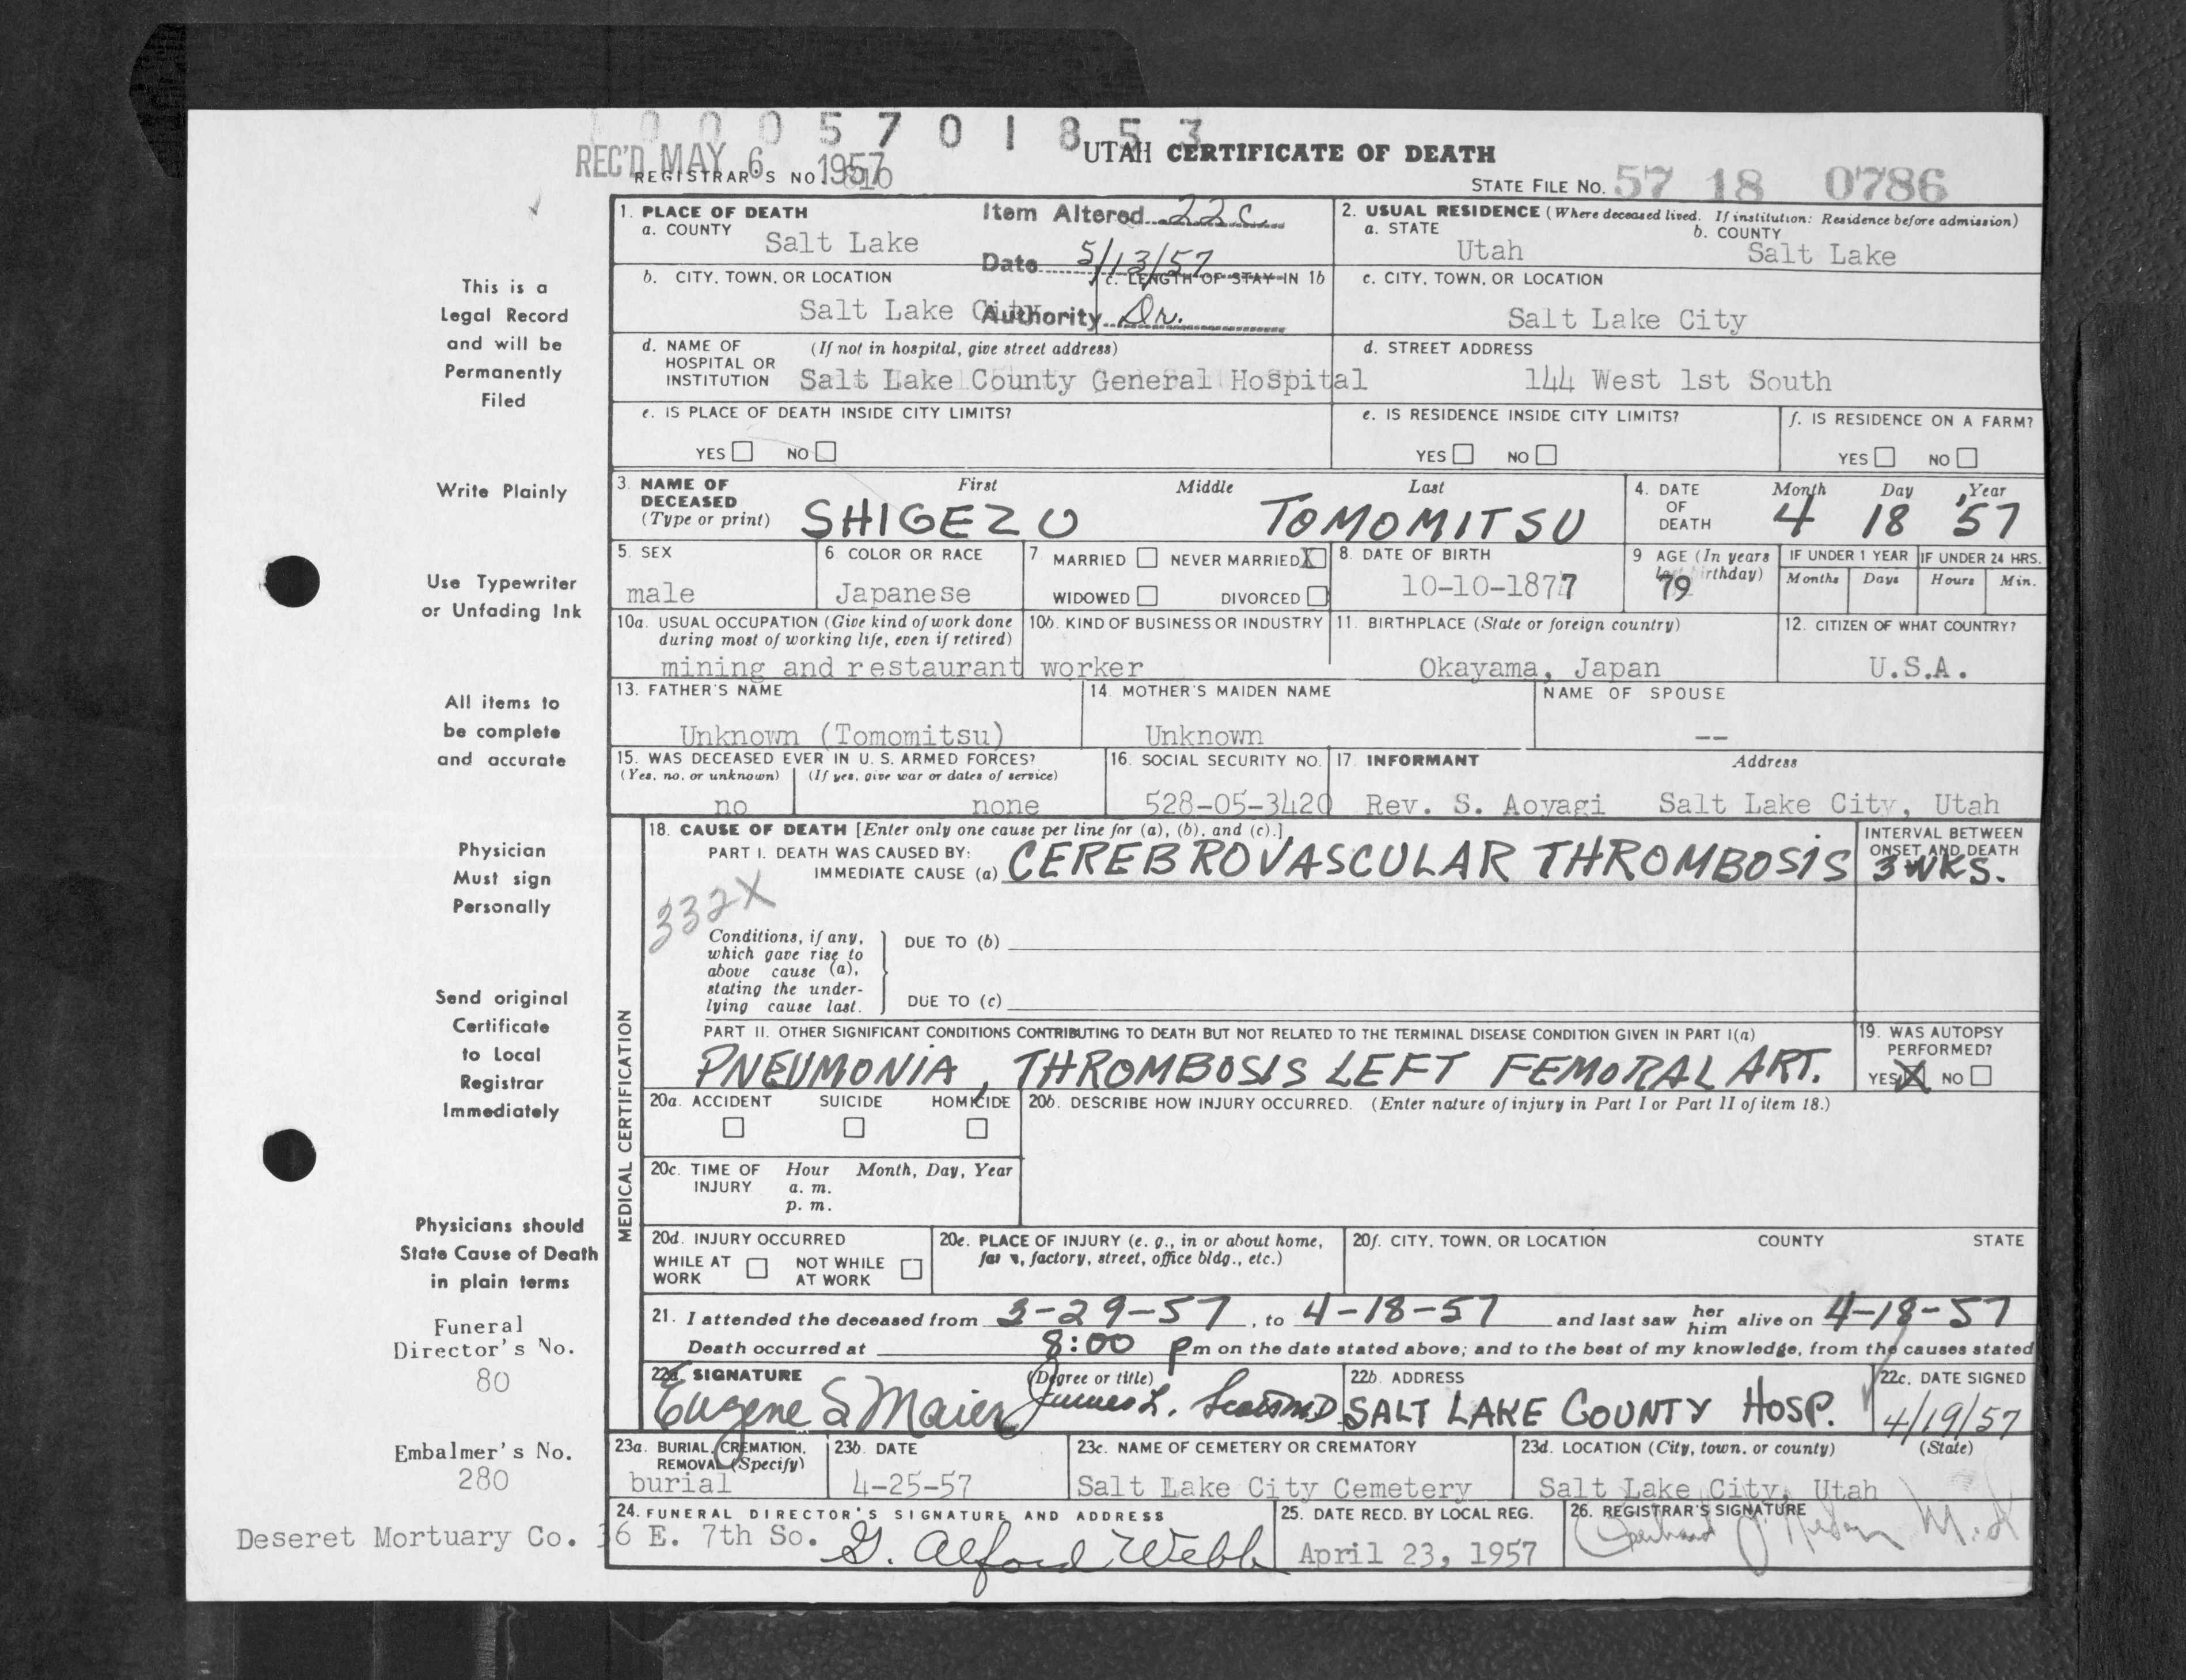 1 0 0 0 5 7 0 1 8 5 3
REC'D MAY 6 1957
UTAH CERTIFICATE OF DEATH
REGISTRAR'S NO. 810
STATE FILE NO. 57 18 0786
This is a
Legal Record
and will be
Permanently
Filed
Write Plainly
Use Typewriter
or Unfading Ink
All items to
be complete
and accurate
Physician
Must sign
Personally
Send original
Certificate
to Local
Registrar
Immediately
Physicians should
State Cause of Death
in plain terms
Funeral
Director's No.
80
Embalmer's No.
280
1. PLACE OF DEATH
a. COUNTY
Salt Lake
Item Altered 22c
Date 5/13/57
Authority Dr.
2. USUAL RESIDENCE (Where deceased lived. If institution: Residence before admission)
a. STATE
Utah
b. COUNTY
Salt Lake
b. CITY, TOWN, OR LOCATION
Salt Lake City
c. LENGTH OF STAY IN 1b
c. CITY, TOWN, OR LOCATION
Salt Lake City
d. NAME OF HOSPITAL OR INSTITUTION (If not in hospital, give street address)
Salt Lake County General Hospital
d. STREET ADDRESS
144 West 1st South
e. IS PLACE OF DEATH INSIDE CITY LIMITS?
YES NO
e. IS RESIDENCE INSIDE CITY LIMITS?
YES NO
f. IS RESIDENCE ON A FARM?
YES NO
3. NAME OF DECEASED (Type or print)
First Middle Last
SHIGEZU TOMOMITSU
4. DATE OF DEATH
Month Day Year
4 18 '57
5. SEX
male
6. COLOR OR RACE
Japanese
7 MARRIED NEVER MARRIED X
WIDOWED DIVORCED
8. DATE OF BIRTH
10-10-1877
9 AGE (In years last birthday)
79
IF UNDER 1 YEAR
Months Days
IF UNDER 24 HRS.
Hours Min.
10a. USUAL OCCUPATION (Give kind of work done during most of working life, even if retired)
10b. KIND OF BUSINESS OR INDUSTRY
mining and restaurant worker
11. BIRTHPLACE (State or foreign country)
Okayama, Japan
12. CITIZEN OF WHAT COUNTRY?
U.S.A.
13. FATHER'S NAME
Unknown (Tomomitsu)
14. MOTHER'S MAIDEN NAME
Unknown
NAME OF SPOUSE
--
15. WAS DECEASED EVER IN U. S. ARMED FORCES?
(Yes, no, or unknown) (If yes, give war or dates of service)
no none
16. SOCIAL SECURITY NO.
528-05-3420
17. INFORMANT Address
Rev. S. Aoyagi Salt Lake City, Utah
MEDICAL CERTIFICATION
18. CAUSE OF DEATH [Enter only one cause per line for (a), (b), and (c).]
PART I. DEATH WAS CAUSED BY:
IMMEDIATE CAUSE (a) CEREBROVASCULAR THROMBOSIS
INTERVAL BETWEEN ONSET AND DEATH
3 WKS.
332X
Conditions, if any, which gave rise to above cause (a), stating the underlying cause last.
DUE TO (b)
DUE TO (c)
PART II. OTHER SIGNIFICANT CONDITIONS CONTRIBUTING TO DEATH BUT NOT RELATED TO THE TERMINAL DISEASE CONDITION GIVEN IN PART I(a)
PNEUMONIA, THROMBOSIS LEFT FEMORAL ART.
19. WAS AUTOPSY PERFORMED?
YES X NO
20a. ACCIDENT SUICIDE HOMICIDE
20b. DESCRIBE HOW INJURY OCCURRED. (Enter nature of injury in Part I or Part II of item 18.)
20c. TIME OF INJURY Hour Month, Day, Year
a. m.
p. m.
20d. INJURY OCCURRED
WHILE AT WORK NOT WHILE AT WORK
20e. PLACE OF INJURY (e. g., in or about home, farm, factory, street, office bldg., etc.)
20f. CITY, TOWN, OR LOCATION COUNTY STATE
21. I attended the deceased from 3-29-57, to 4-18-57 and last saw her him alive on 4-18-57
Death occurred at 8:00 Pm on the date stated above; and to the best of my knowledge, from the causes stated
22a. SIGNATURE (Degree or title)
Eugene S Maier James L. M.D.
22b. ADDRESS
SALT LAKE COUNTY HOSP.
22c. DATE SIGNED
4/19/57
23a. BURIAL, CREMATION, REMOVAL (Specify)
burial
23b. DATE
4-25-57
23c. NAME OF CEMETERY OR CREMATORY
Salt Lake City Cemetery
23d. LOCATION (City, town, or county) (State)
Salt Lake City, Utah
24. FUNERAL DIRECTOR'S SIGNATURE AND ADDRESS
Deseret Mortuary Co. 36 E. 7th So. G. Alford Webb
25. DATE RECD. BY LOCAL REG.
April 23, 1957
26. REGISTRAR'S SIGNATURE